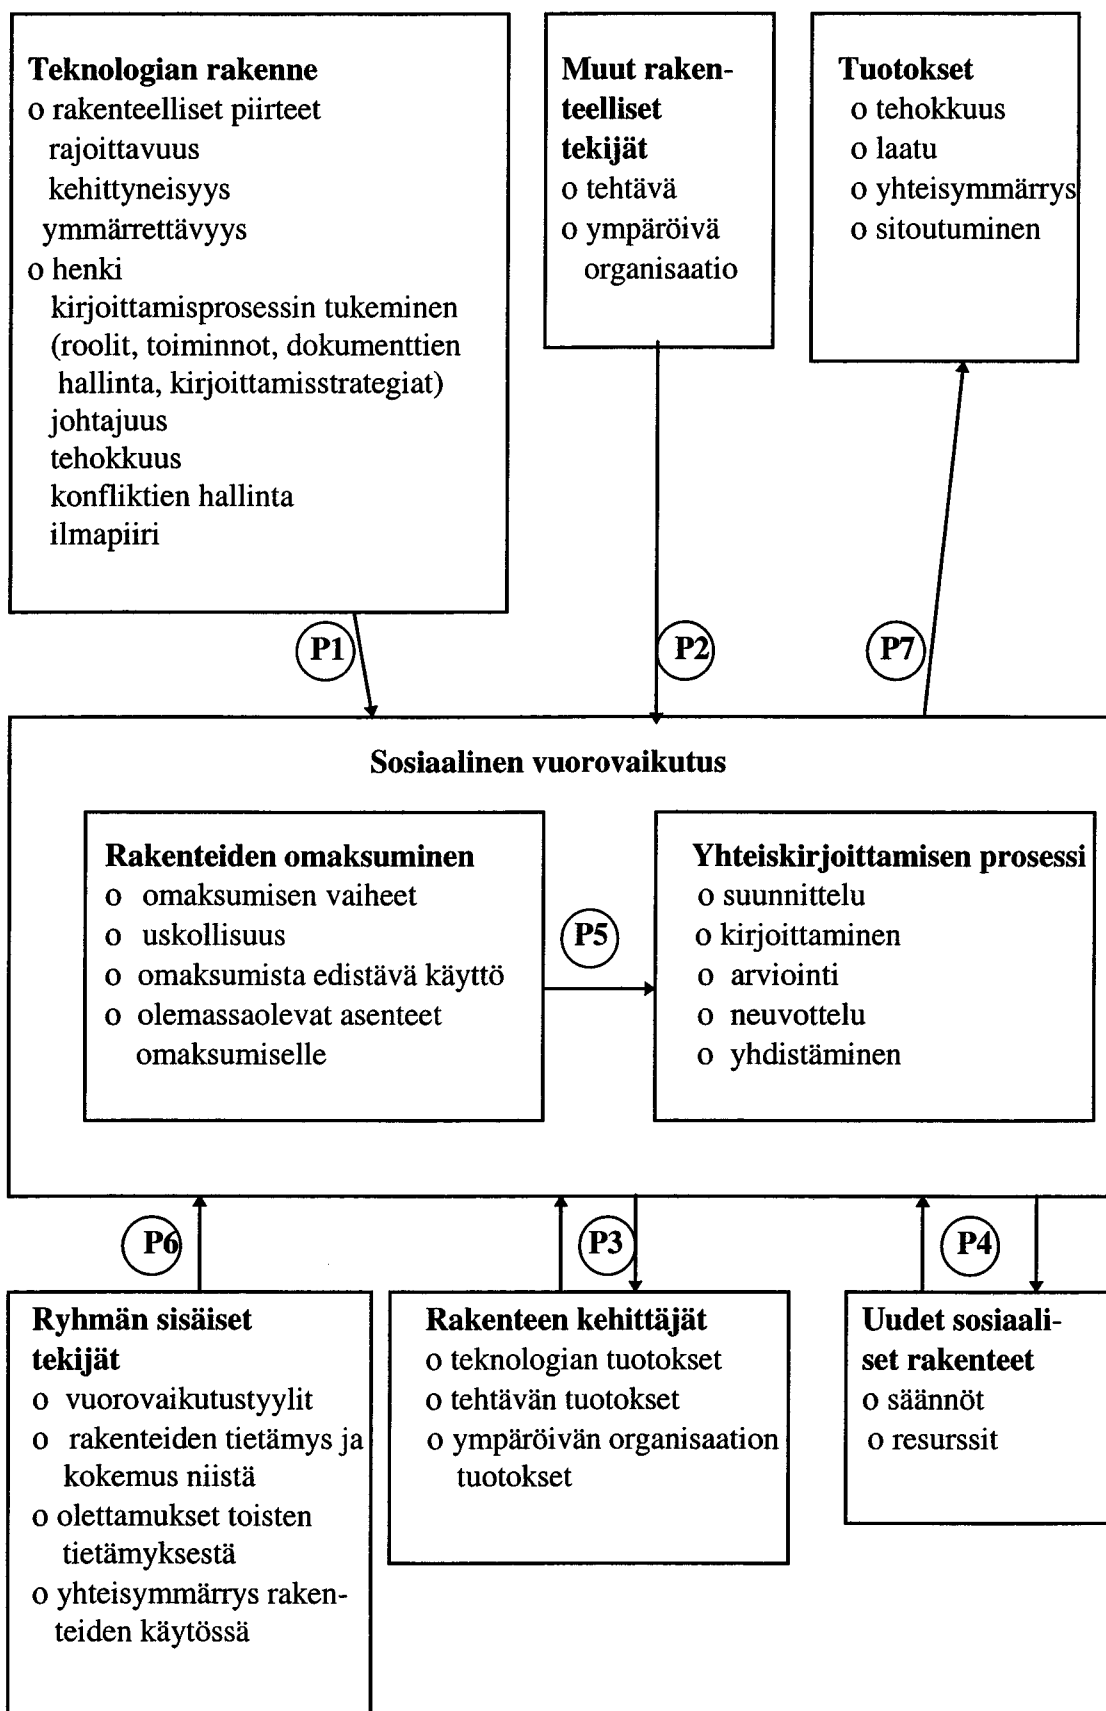 Teknologian rakenne
o rakenteelliset piirteet
rajoittavuus
kehittyneisyys
ymmärrettävyys
o henki
kirjoittamisprosessin tukeminen
(roolit, toiminnot, dokumenttien
hallinta, kirjoittamisstrategiat)
johtajuus
tehokkuus
konfliktien hallinta
ilmapiiri
Muut raken-
teelliset
tekijät
o tehtävä
o ympäröivä
organisaatio
Tuotokset
o tehokkuus
o laatu
o yhteisymmärrys
o sitoutuminen
P1
P2
P7
Sosiaalinen vuorovaikutus
Rakenteiden omaksuminen
o omaksumisen vaiheet
o uskollisuus
o omaksumista edistävä käyttö
o olemassaolevat asenteet
omaksumiselle
P5
Yhteiskirjoittamisen prosessi
o suunnittelu
o kirjoittaminen
o arviointi
o neuvottelu
o yhdistäminen
P6
P3
P4
Ryhmän sisäiset
tekijät
o vuorovaikutustyylit
o rakenteiden tietämys ja
kokemus niistä
o olettamukset toisten
tietämyksestä
o yhteisymmärrys raken-
teiden käytössä
Rakenteen kehittäjät
o teknologian tuotokset
o tehtävän tuotokset
o ympäröivän organisaation
tuotokset
Uudet sosiaali-
set rakenteet
o säännöt
o resurssit